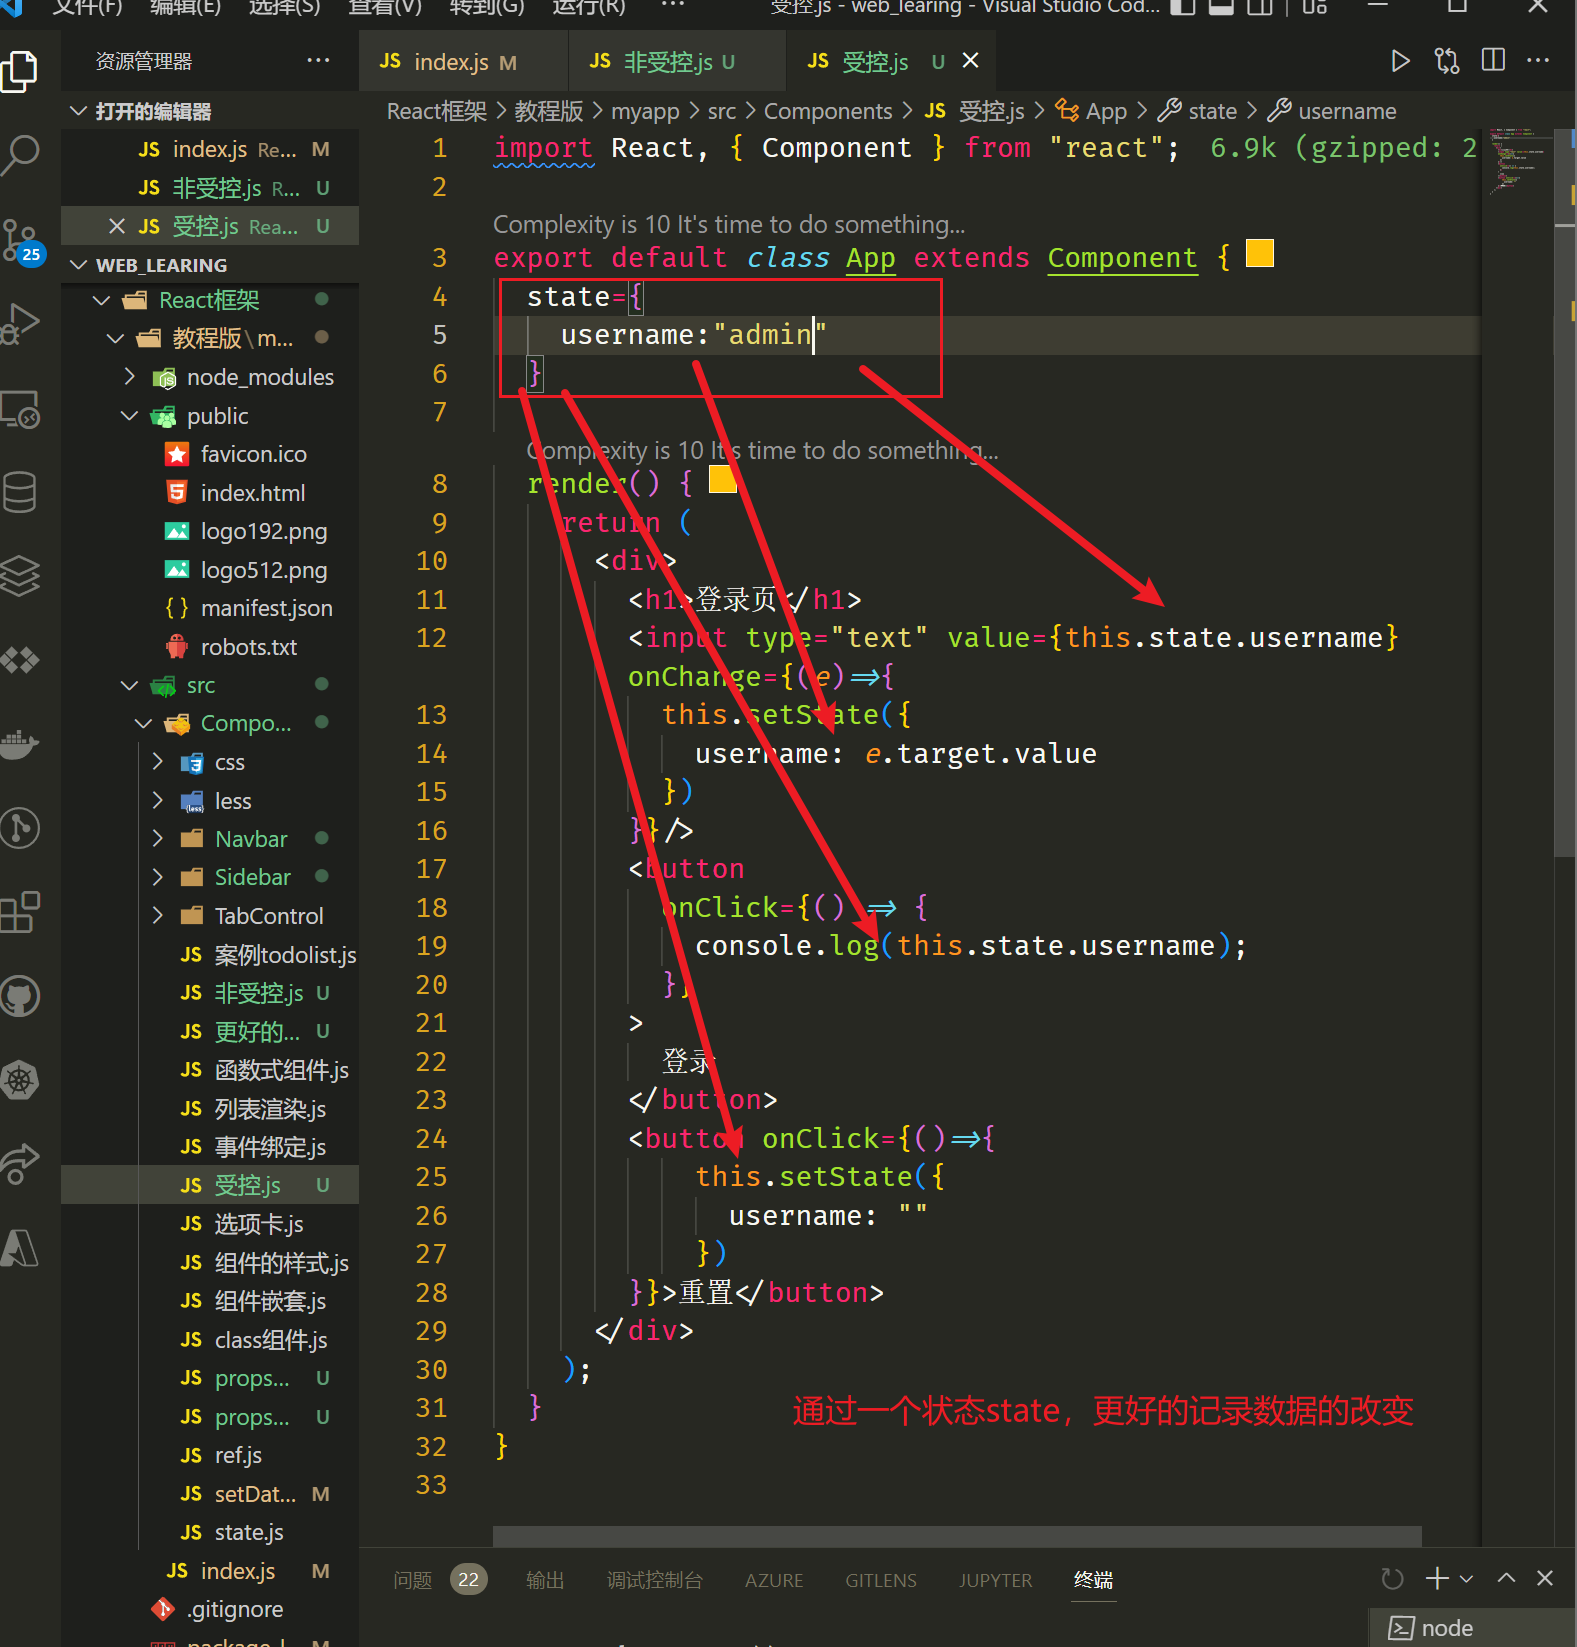 文件(F) 编辑(E) 选择(S) 查看(V) 转到(G) 运行(R) ··· 受控.js - web_learing - Visual Studio Cod...
资源管理器 ···
打开的编辑器
JS index.js Re... M
JS 非受控.js R... U
JS 受控.js Rea... U
WEB_LEARING
React框架
教程版\m...
node_modules
public
favicon.ico
index.html
logo192.png
logo512.png
manifest.json
robots.txt
src
Compo...
css
less
Navbar
Sidebar
TabControl
JS 案例todolist.js
JS 非受控.js U
JS 更好的... U
JS 函数式组件.js
JS 列表渲染.js
JS 事件绑定.js
JS 受控.js U
JS 选项卡.js
JS 组件的样式.js
JS 组件嵌套.js
JS class组件.js
JS props... U
JS props... U
JS ref.js
JS setDat... M
JS state.js
JS index.js M
.gitignore
25
JS index.js M JS 非受控.js U JS 受控.js U
React框架 > 教程版 > myapp > src > Components > JS 受控.js > App > state > username
1 import React, { Component } from "react"; 6.9k (gzipped: 2
2
Complexity is 10 It's time to do something...
3 export default class App extends Component {
4 state={
5 username:"admin"
6 }
7
Complexity is 10 It's time to do something...
8 render() {
9 return (
10 <div>
11 <h1>登录页</h1>
12 <input type="text" value={this.state.username}
onChange={(e)=>{
13 this.setState({
14 username: e.target.value
15 })
16 }}/>
17 <button
18 onClick={() => {
19 console.log(this.state.username);
20 }}
21 >
22 登录
23 </button>
24 <button onClick={()=>{
25 this.setState({
26 username: ""
27 })
28 }}>重置</button>
29 </div>
30 );
31 }
通过一个状态state，更好的记录数据的改变
32 }
33
问题 22 输出 调试控制台 AZURE GITLENS JUPYTER 终端
node